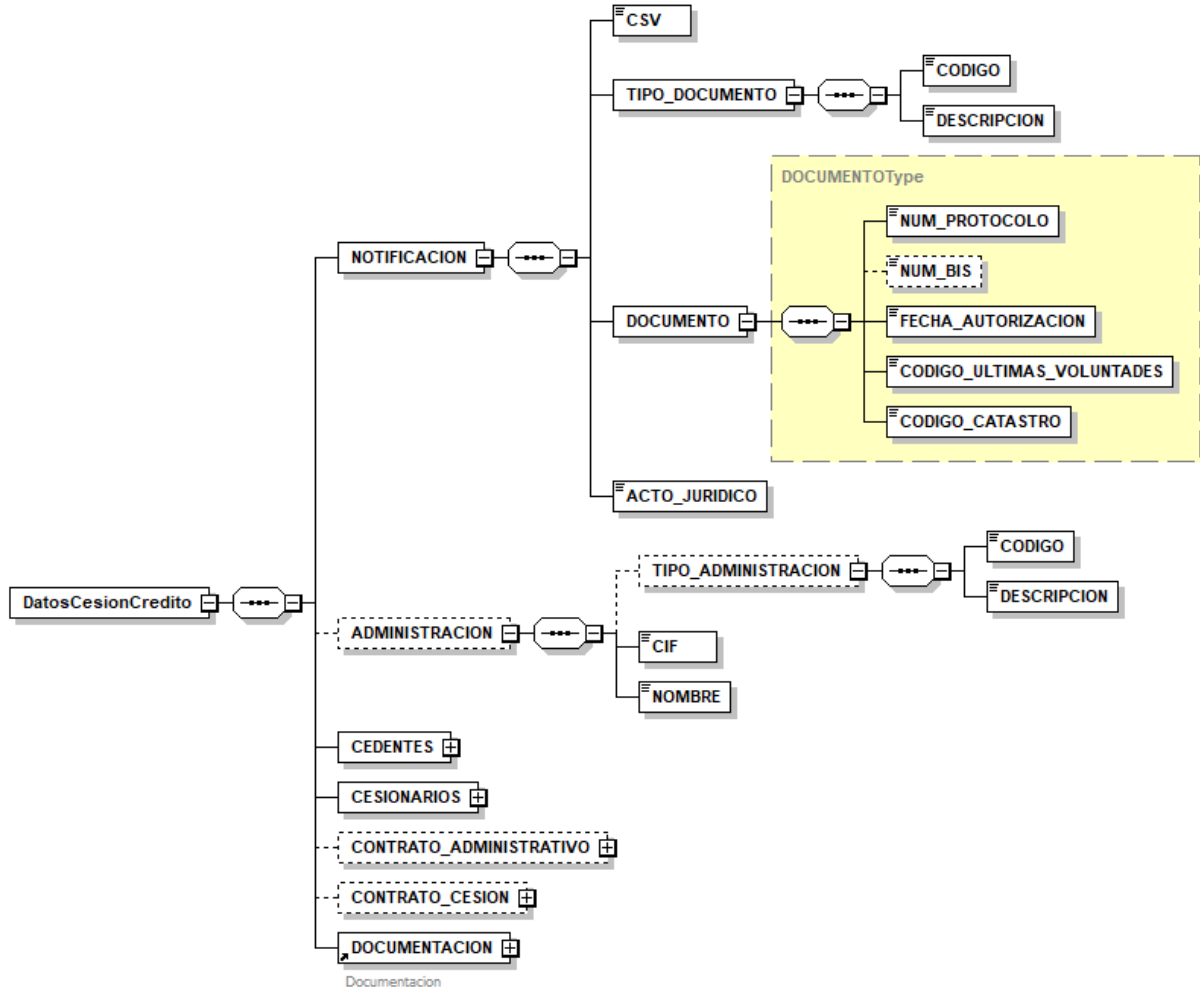 CSV
TIPO_DOCUMENTO
CODIGO
DESCRIPCION
DOCUMENTOType
NOTIFICACION
DOCUMENTO
NUM_PROTOCOLO
NUM_BIS
FECHA_AUTORIZACION
CODIGO_ULTIMAS_VOLUNTADES
CODIGO_CATASTRO
ACTO_JURIDICO
DatosCesionCredito
ADMINISTRACION
TIPO_ADMINISTRACION
CODIGO
DESCRIPCION
CIF
NOMBRE
CEDENTES
CESIONARIOS
CONTRATO_ADMINISTRATIVO
CONTRATO_CESION
DOCUMENTACION
Documentacion